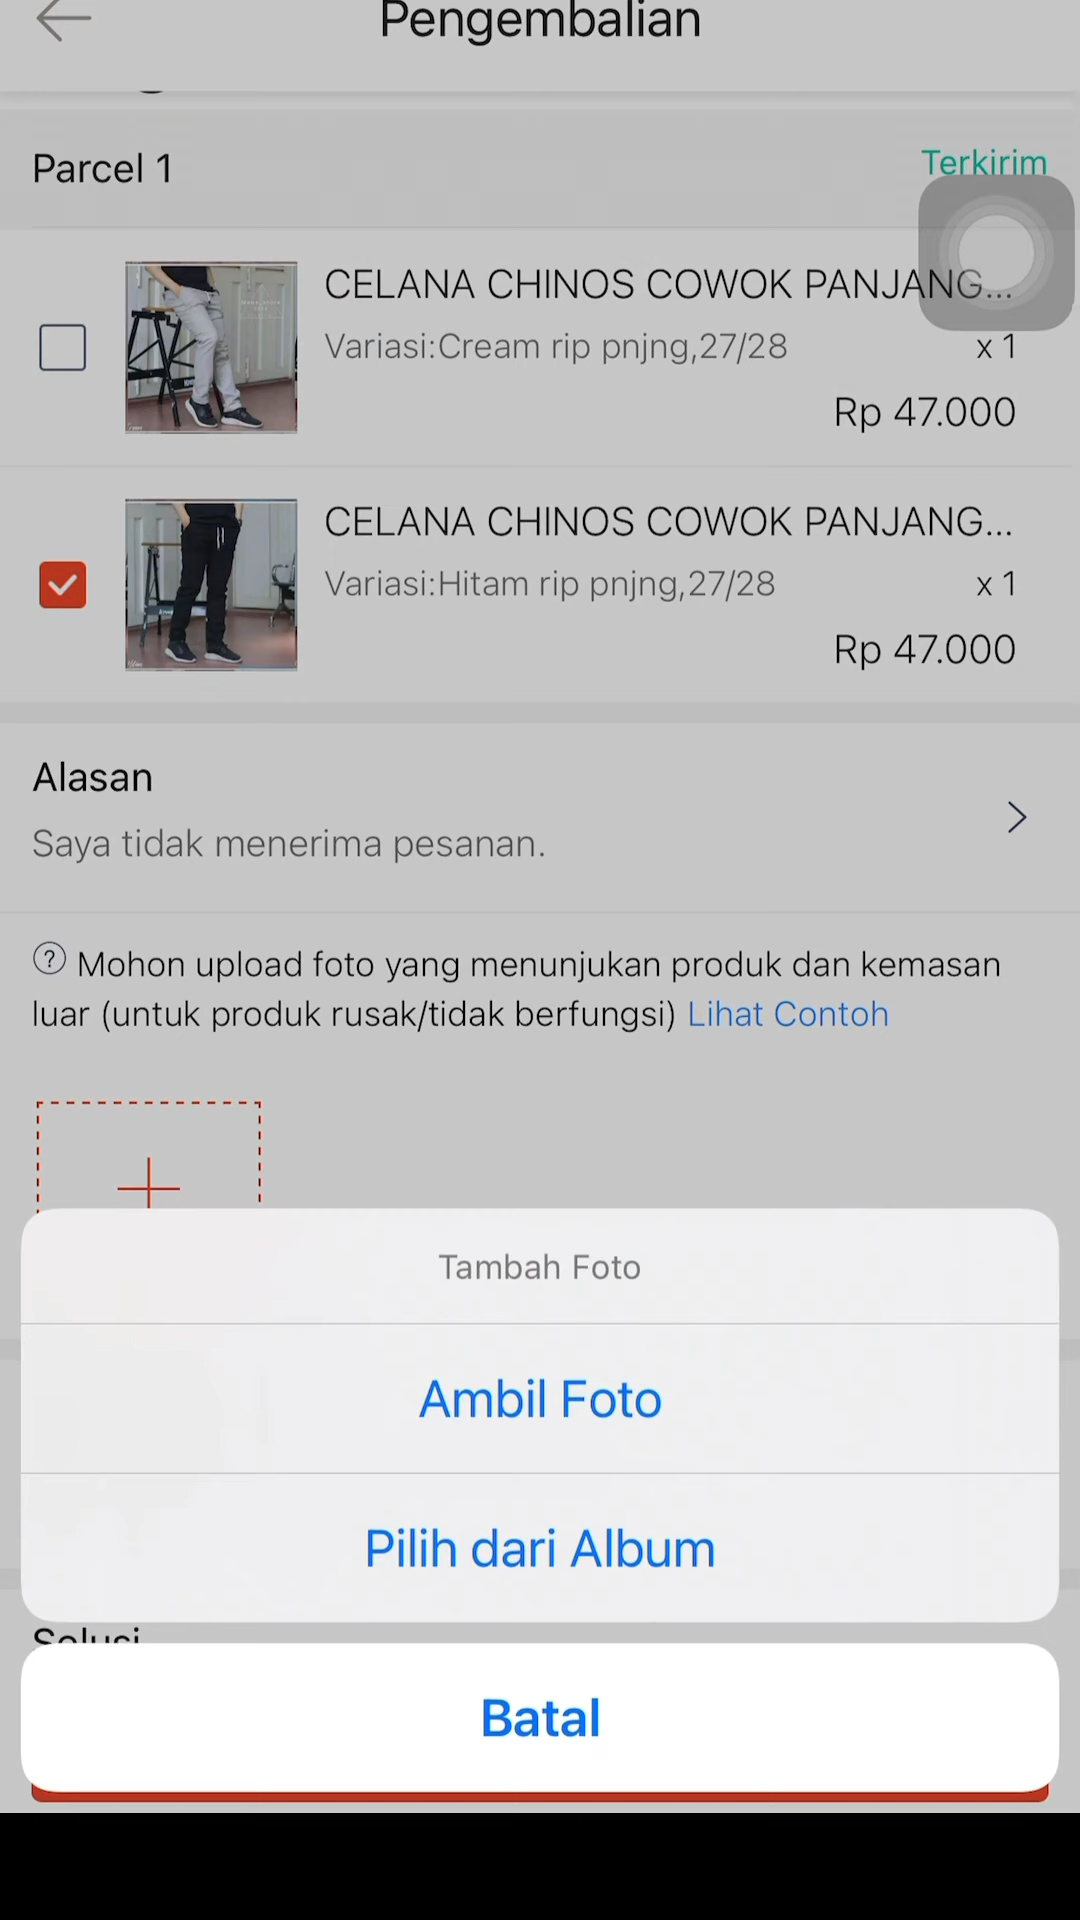 Pengembalian
Parcel 1
Terkirim
CELANA CHINOS COWOK PANJANG...
Variasi:Cream rip pnjng,27/28
x 1
Rp 47.000
CELANA CHINOS COWOK PANJANG...
Variasi:Hitam rip pnjng,27/28
x 1
Rp 47.000
Alasan
Saya tidak menerima pesanan.
? Mohon upload foto yang menunjukan produk dan kemasan
luar (untuk produk rusak/tidak berfungsi) Lihat Contoh
Tambah Foto
Ambil Foto
Pilih dari Album
Solusi
Batal